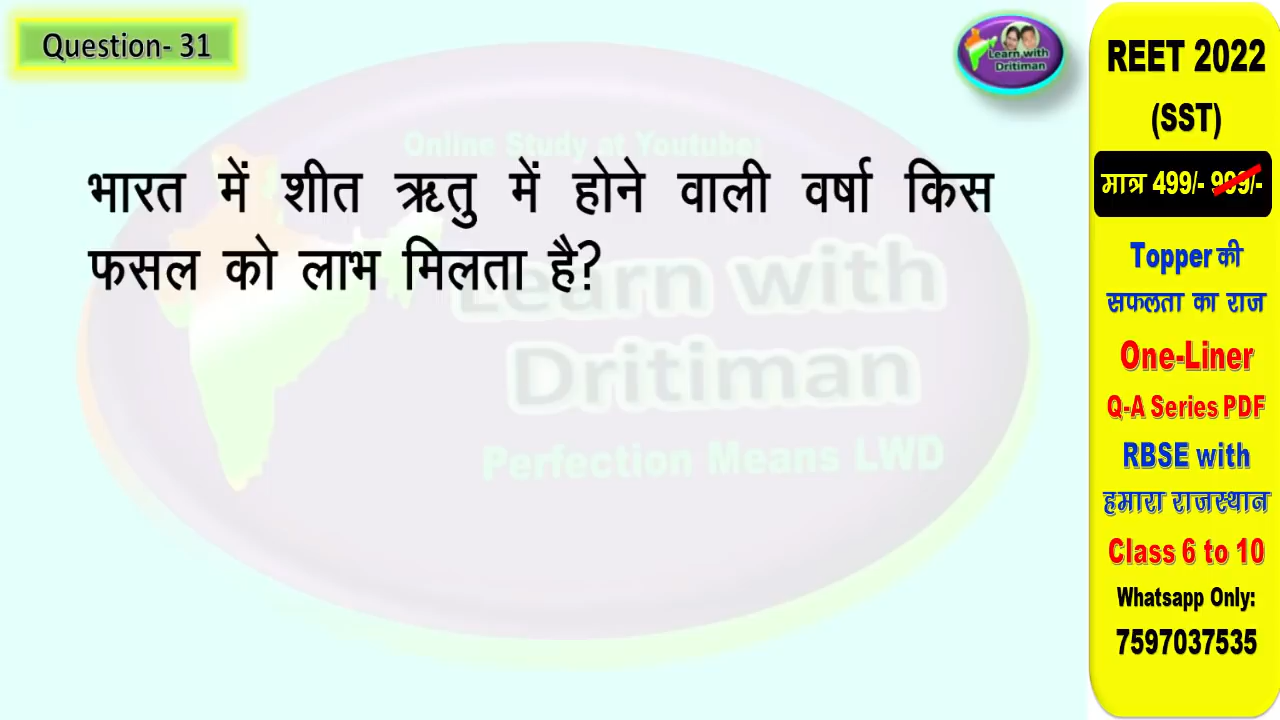 Question- 31
Learn with
Dritiman
भारत में शीत ऋतु में होने वाली वर्षा किस
फसल को लाभ मिलता है?
Online Study at Youtube:
Learn with
Dritiman
Perfection Means LWD
REET 2022
(SST)
मात्र 499/- 999/-
Topper की
सफलता का राज
One-Liner
Q-A Series PDF
RBSE with
हमारा राजस्थान
Class 6 to 10
Whatsapp Only:
7597037535